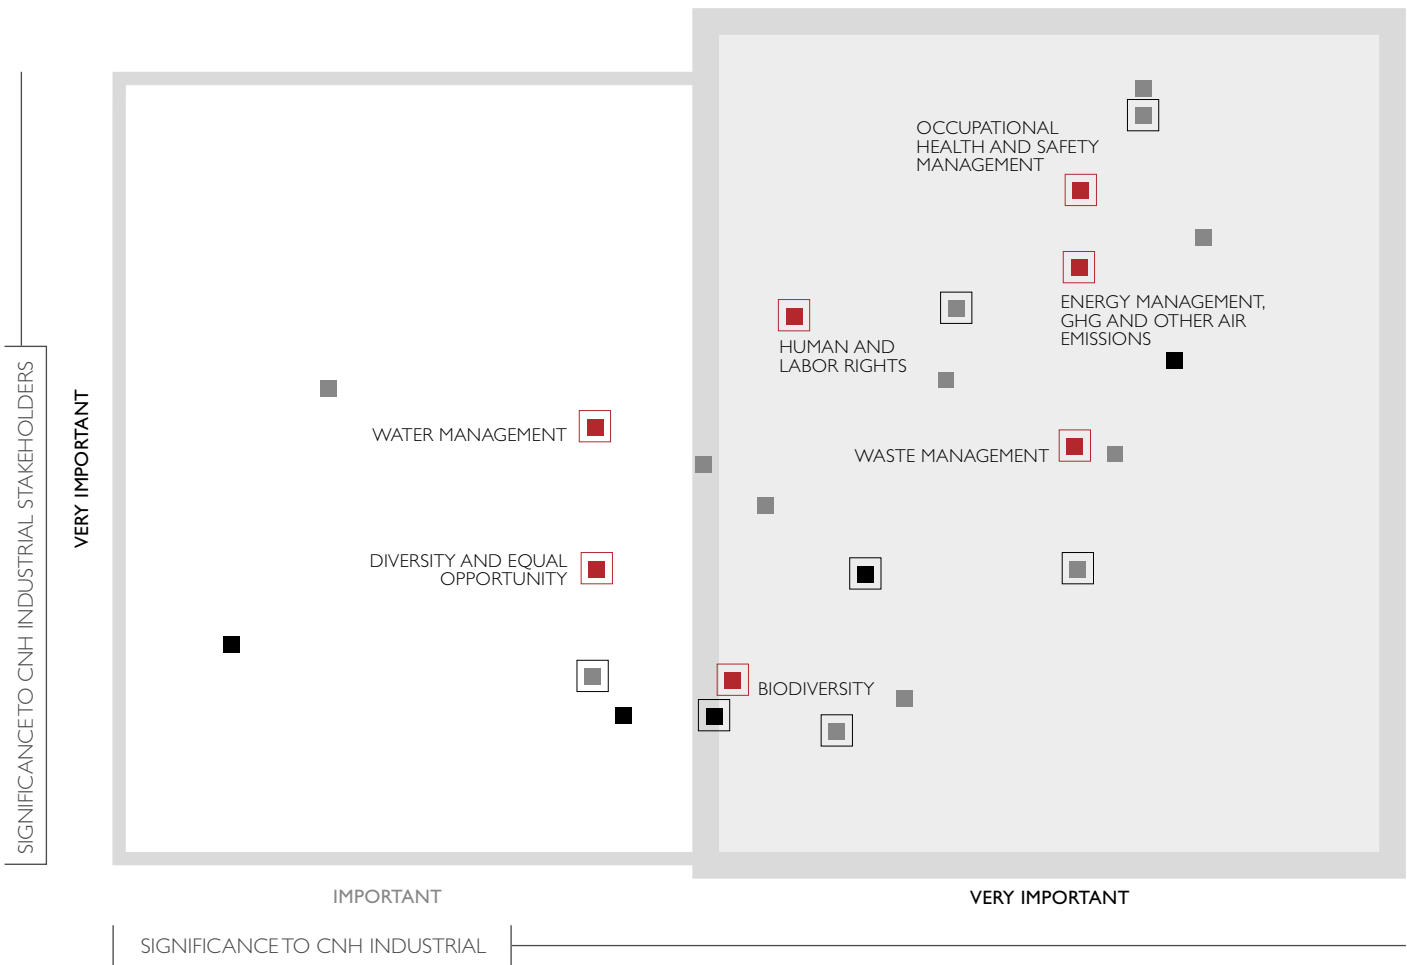 OCCUPATIONAL
HEALTH AND SAFETY
MANAGEMENT
ENERGY MANAGEMENT,
GHG AND OTHER AIR
EMISSIONS
HUMAN AND
LABOR RIGHTS
WATER MANAGEMENT
WASTE MANAGEMENT
DIVERSITY AND EQUAL
OPPORTUNITY
BIODIVERSITY
SIGNIFICANCE TO CNH INDUSTRIAL STAKEHOLDERS
VERY IMPORTANT
IMPORTANT
VERY IMPORTANT
SIGNIFICANCE TO CNH INDUSTRIAL